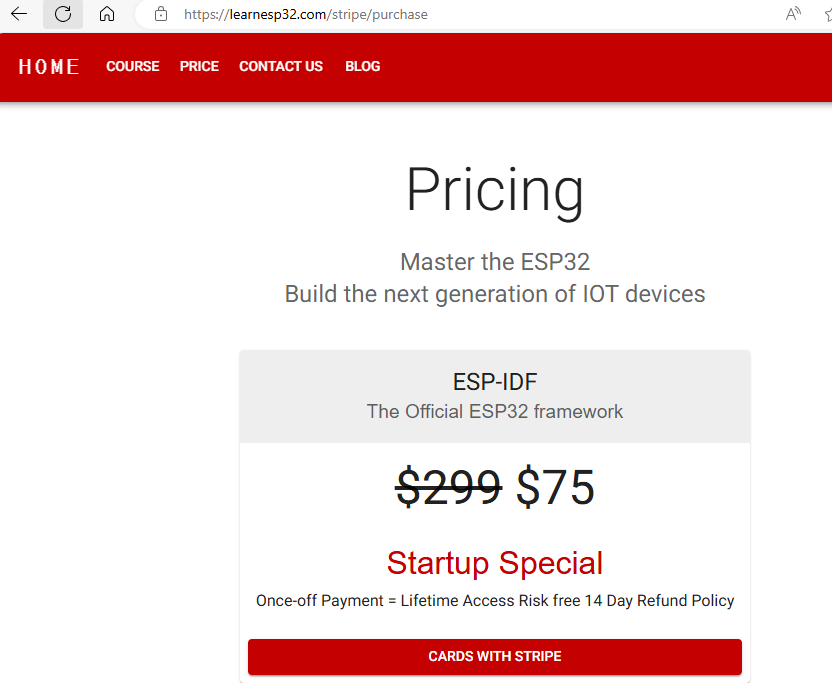 https://learnesp32.com/stripe/purchase
HOME COURSE PRICE CONTACT US BLOG
Pricing
Master the ESP32
Build the next generation of IOT devices
ESP-IDF
The Official ESP32 framework
$299 $75
Startup Special
Once-off Payment = Lifetime Access Risk free 14 Day Refund Policy
CARDS WITH STRIPE